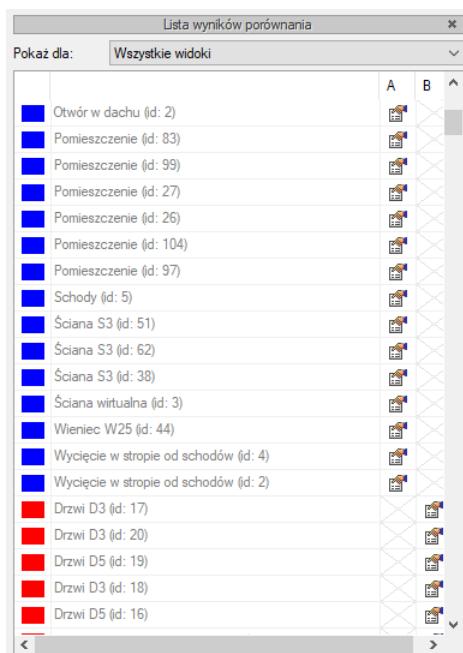 Lista wyników porównania
Pokaż dla: Wszystkie widoki
A B
Otwór w dachu (id: 2)
Pomieszczenie (id: 83)
Pomieszczenie (id: 99)
Pomieszczenie (id: 27)
Pomieszczenie (id: 26)
Pomieszczenie (id: 104)
Pomieszczenie (id: 97)
Schody (id: 5)
Ściana S3 (id: 51)
Ściana S3 (id: 62)
Ściana S3 (id: 38)
Ściana wirtualna (id: 3)
Wieniec W25 (id: 44)
Wycięcie w stropie od schodów (id: 4)
Wycięcie w stropie od schodów (id: 2)
Drzwi D3 (id: 17)
Drzwi D3 (id: 20)
Drzwi D5 (id: 19)
Drzwi D3 (id: 18)
Drzwi D5 (id: 16)